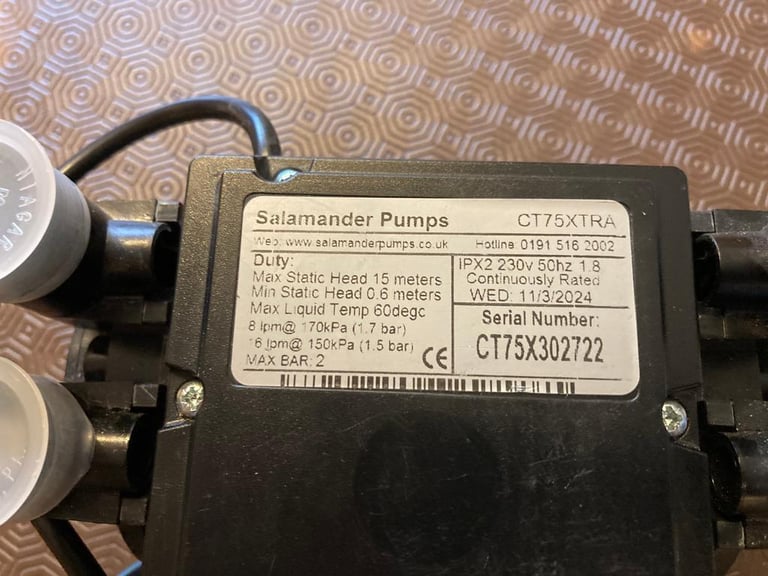 Salamander Pumps CT75XTRA
Web: www.salamanderpumps.co.uk Hotline: 0191 516 2002
Duty:
Max Static Head 15 meters
Min Static Head 0.6 meters
Max Liquid Temp 60degc
8 lpm@ 170kPa (1.7 bar)
16 lpm@ 150kPa (1.5 bar)
MAX BAR: 2
CE
IPX2 230v 50hz 1.8
Continuously Rated
WED: 11/3/2024
Serial Number:
CT75X302722